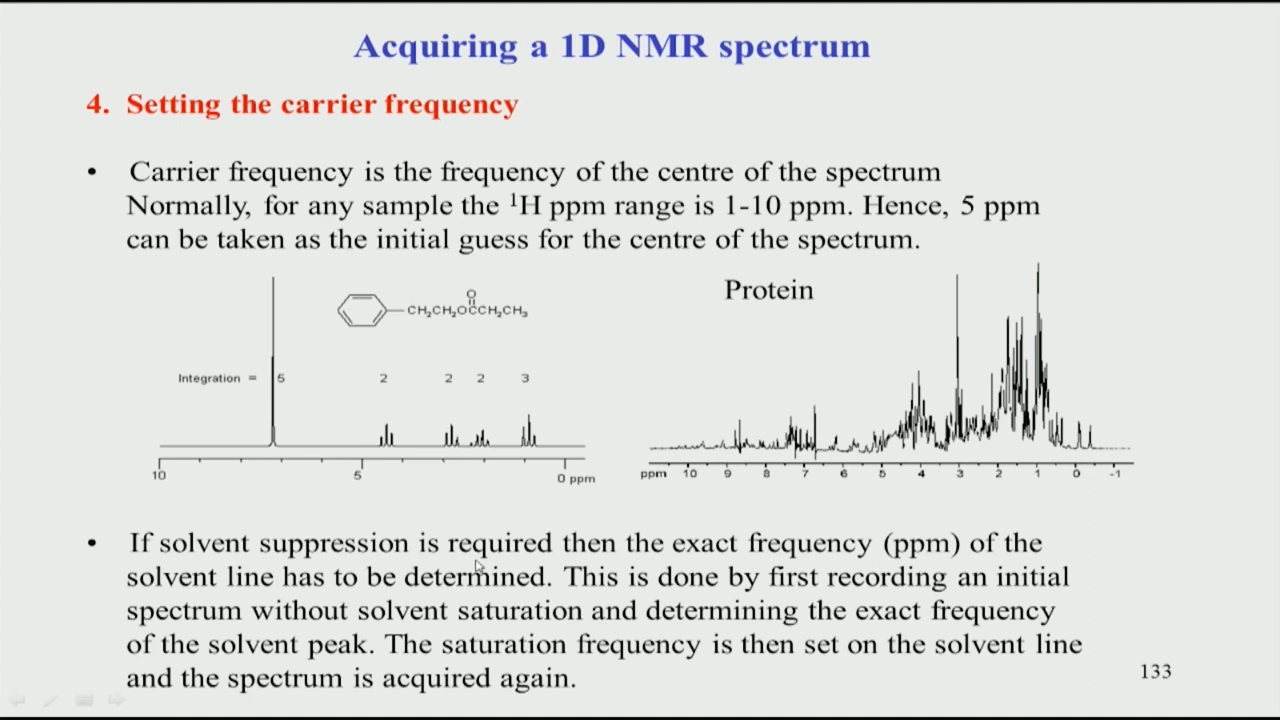 Acquiring a 1D NMR spectrum
4. Setting the carrier frequency
• Carrier frequency is the frequency of the centre of the spectrum
Normally, for any sample the ¹H ppm range is 1-10 ppm. Hence, 5 ppm
can be taken as the initial guess for the centre of the spectrum.
Protein
O
CH₂CH₂OCCH₂CH₃
Integration = 5 2 2 2 3
10 5 0 ppm
ppm 10 9 8 7 6 5 4 3 2 1 0 -1
• If solvent suppression is required then the exact frequency (ppm) of the
solvent line has to be determined. This is done by first recording an initial
spectrum without solvent saturation and determining the exact frequency
of the solvent peak. The saturation frequency is then set on the solvent line
and the spectrum is acquired again.
133